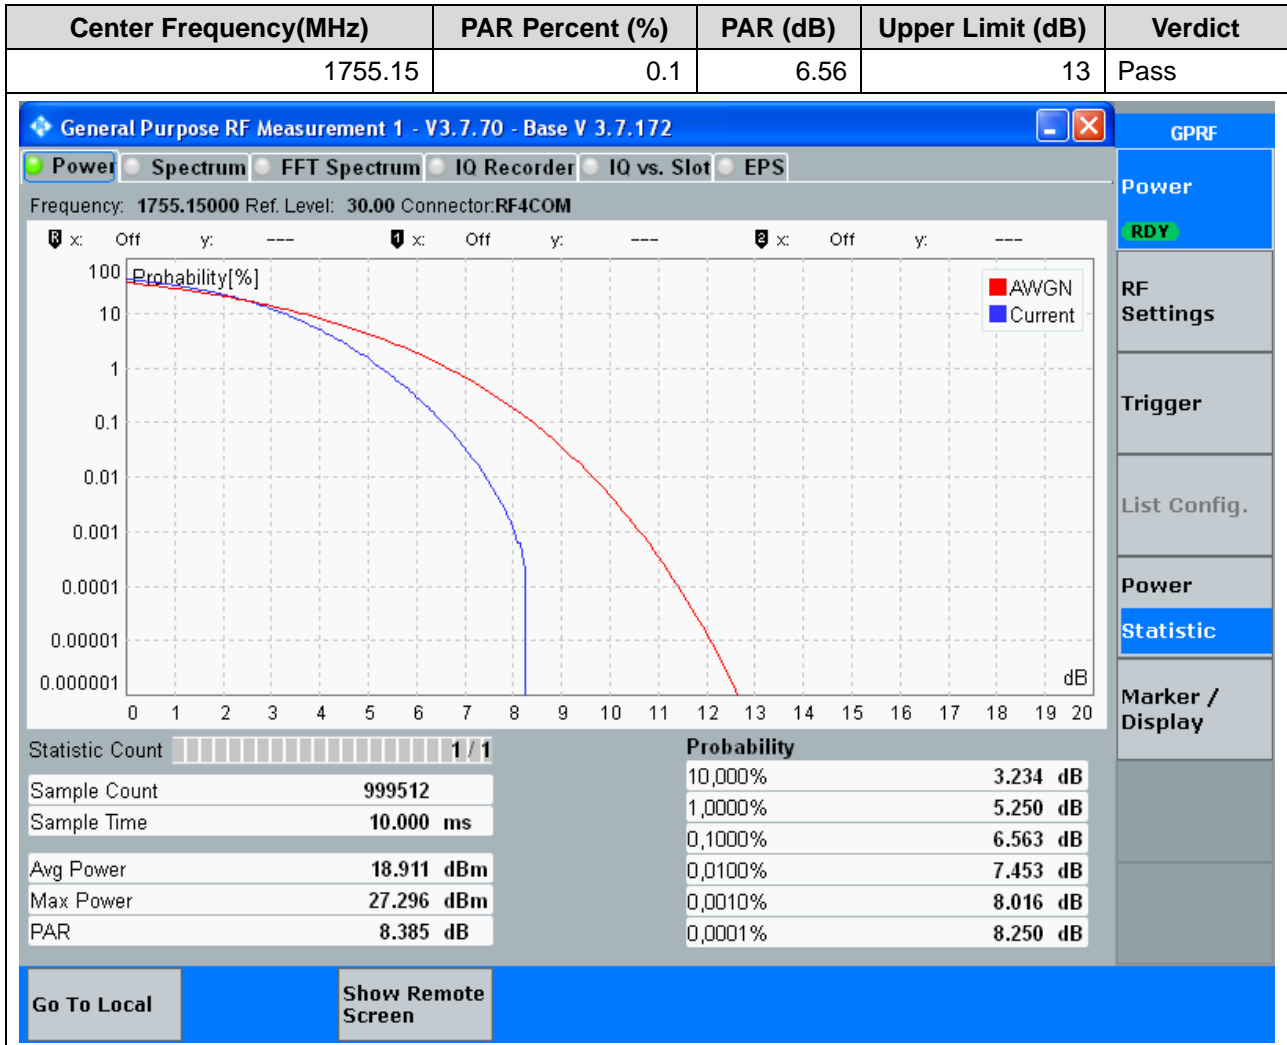 Center Frequency(MHz) PAR Percent (%) PAR (dB) Upper Limit (dB) Verdict
1755.15 0.1 6.56 13 Pass
General Purpose RF Measurement 1 - V3.7.70 - Base V 3.7.172
GPRF
Power Spectrum FFT Spectrum IQ Recorder IQ vs. Slot EPS
Power
RDY
Frequency: 1755.15000 Ref. Level: 30.00 Connector:RF4COM
R x: Off y: --- 1 x: Off y: --- 2 x: Off y: ---
Probability[%]
AWGN
Current
100
10
1
0.1
0.01
0.001
0.0001
0.00001
0.000001
dB
0 1 2 3 4 5 6 7 8 9 10 11 12 13 14 15 16 17 18 19 20
RF
Settings
Trigger
List Config.
Power
Statistic
Marker /
Display
Statistic Count 1 / 1
Sample Count 999512
Sample Time 10.000 ms
Avg Power 18.911 dBm
Max Power 27.296 dBm
PAR 8.385 dB
Probability
10,000% 3.234 dB
1,0000% 5.250 dB
0,1000% 6.563 dB
0,0100% 7.453 dB
0,0010% 8.016 dB
0,0001% 8.250 dB
Go To Local
Show Remote
Screen